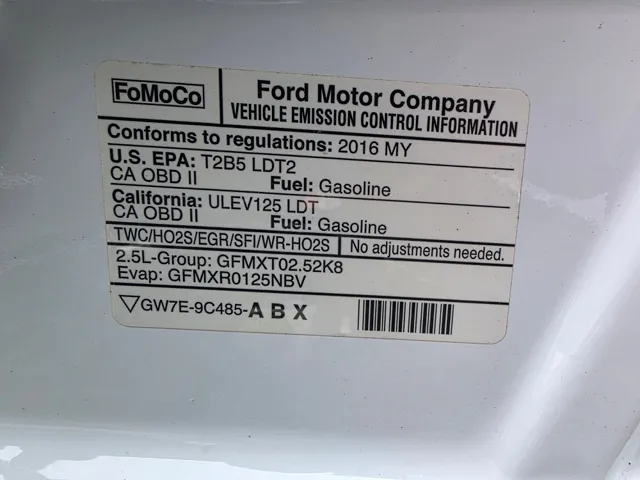 FoMoCo
Ford Motor Company
VEHICLE EMISSION CONTROL INFORMATION
Conforms to regulations: 2016 MY
U.S. EPA: T2B5 LDT2
CA OBD II Fuel: Gasoline
California: ULEV125 LDT
CA OBD II Fuel: Gasoline
TWC/HO2S/EGR/SFI/WR-HO2S No adjustments needed.
2.5L-Group: GFMXT02.52K8
Evap: GFMXR0125NBV
GW7E-9C485-A B X